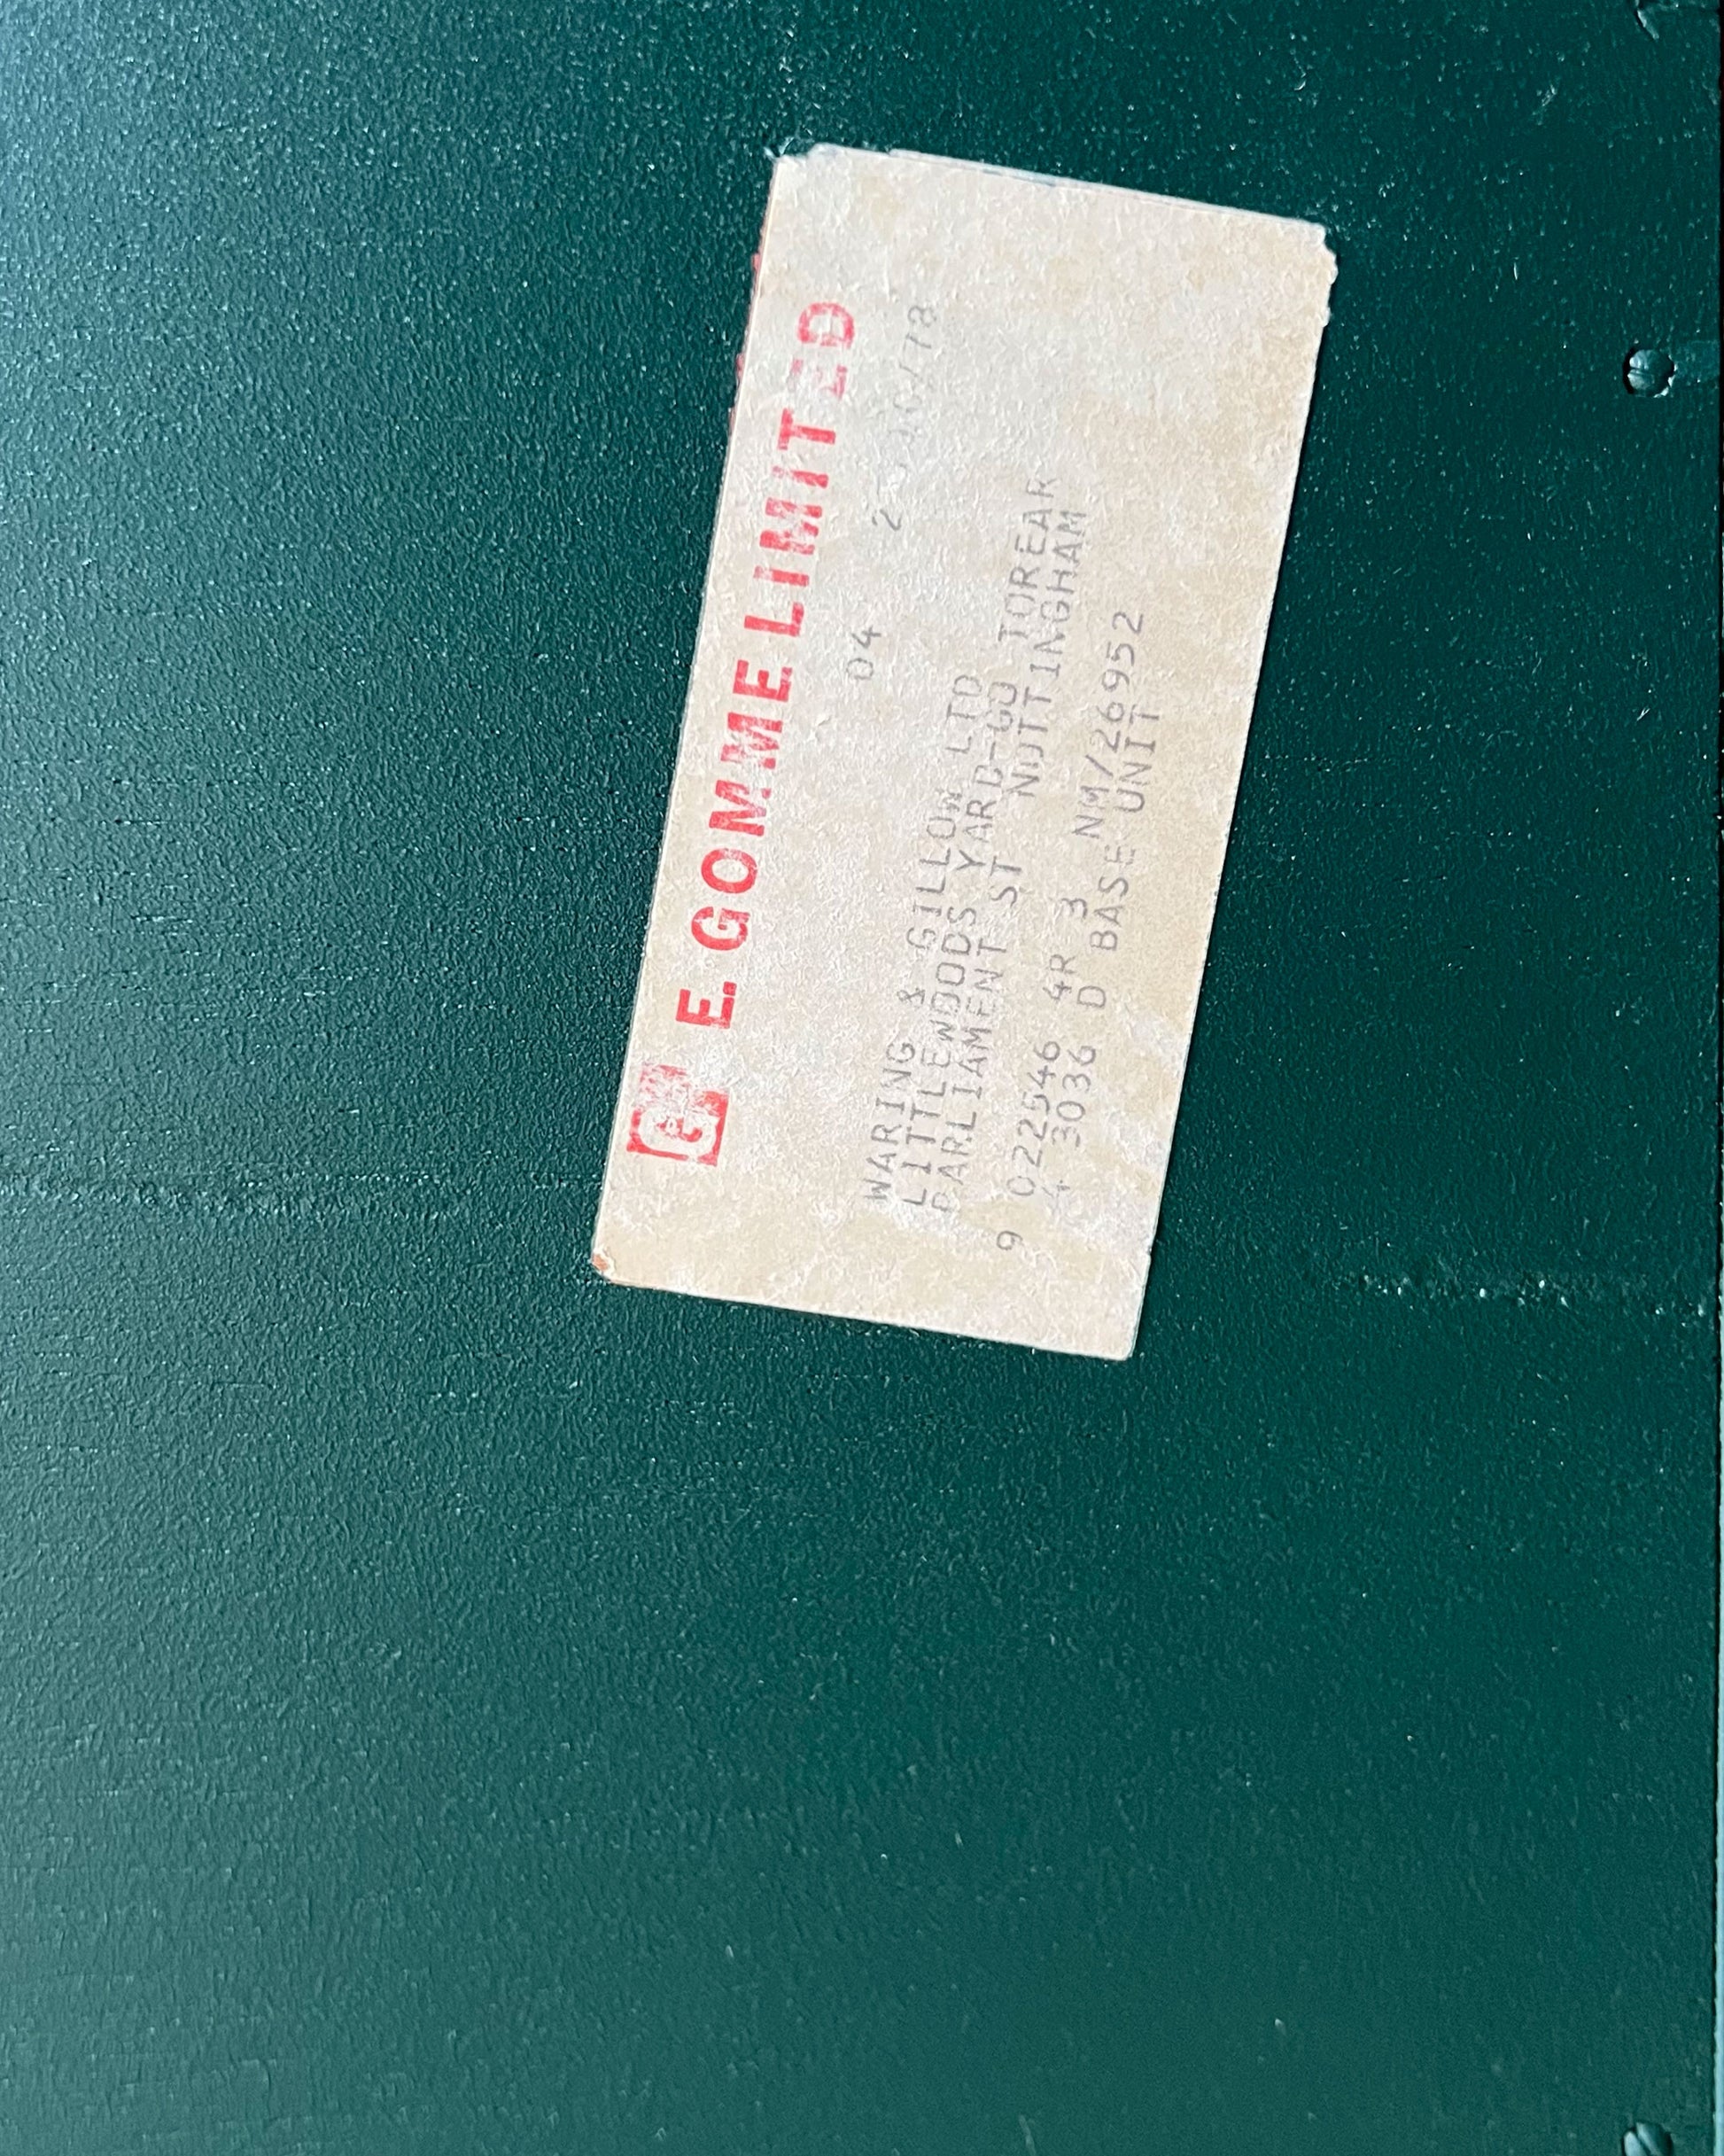 G E. GOMME LIMITED
04
WARING & GILLOW LTD
LITTLEWOODS YARD-GO TOREAR
PARLIAMENT ST NOTTINGHAM
9 022546 4R 3 NM/26952
4 3036 D BASE UNIT